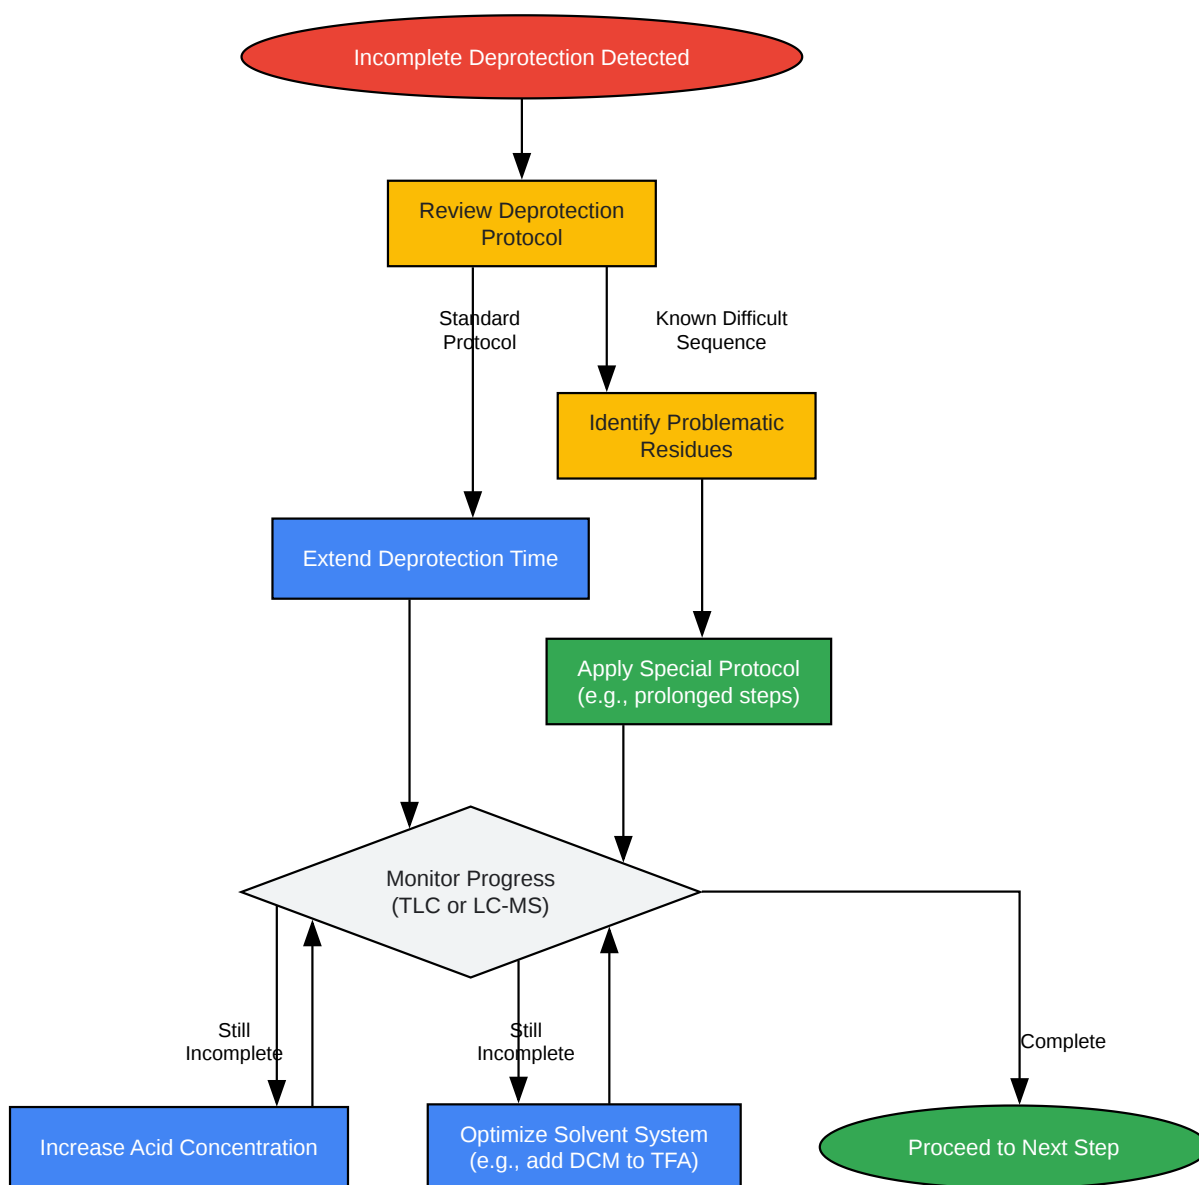 Incomplete Deprotection Detected
Review Deprotection
Protocol
Standard
Protocol
Known Difficult
Sequence
Identify Problematic
Residues
Extend Deprotection Time
Apply Special Protocol
(e.g., prolonged steps)
Monitor Progress
(TLC or LC-MS)
Still
Incomplete
Still
Incomplete
Complete
Increase Acid Concentration
Optimize Solvent System
(e.g., add DCM to TFA)
Proceed to Next Step